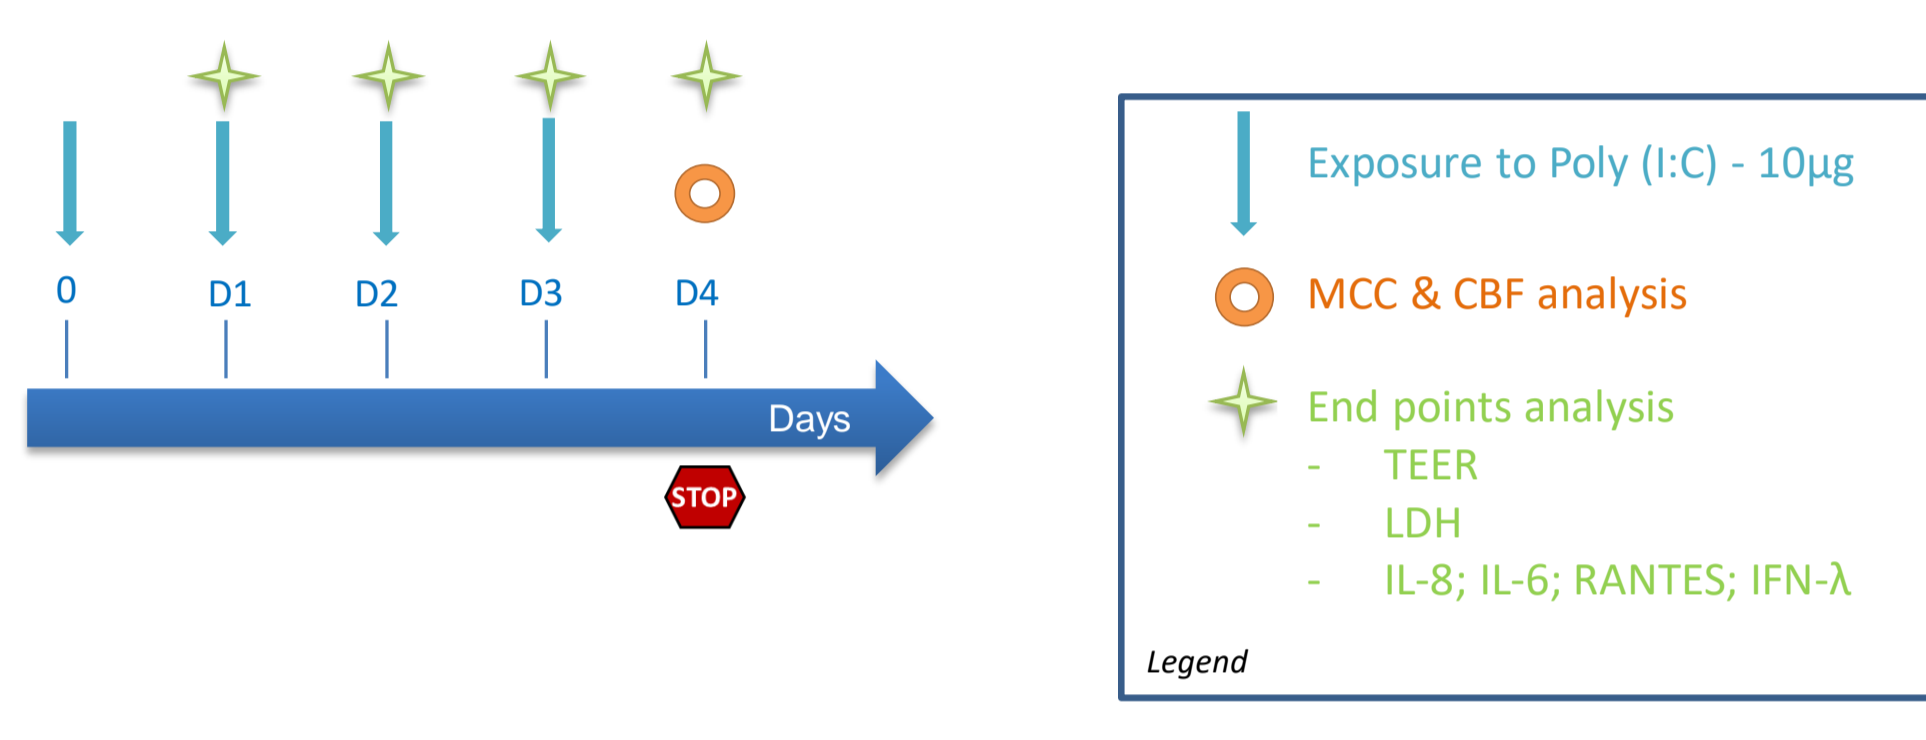 0 D1 D2 D3 D4
Days
STOP
Exposure to Poly (I:C) - 10µg
MCC & CBF analysis
End points analysis
- TEER
- LDH
- IL-8; IL-6; RANTES; IFN-λ
Legend